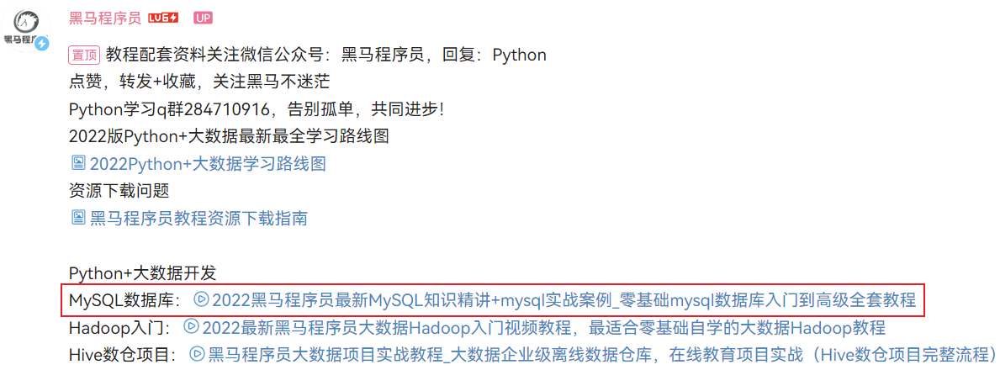 黑马程序员 LV6 UP
黑马程序员
置顶 教程配套资料关注微信公众号：黑马程序员，回复：Python
点赞，转发+收藏，关注黑马不迷茫
Python学习q群284710916，告别孤单，共同进步！
2022版Python+大数据最新最全学习路线图
2022Python+大数据学习路线图
资源下载问题
黑马程序员教程资源下载指南
Python+大数据开发
MySQL数据库：2022黑马程序员最新MySQL知识精讲+mysql实战案例_零基础mysql数据库入门到高级全套教程
Hadoop入门：2022最新黑马程序员大数据Hadoop入门视频教程，最适合零基础自学的大数据Hadoop教程
Hive数仓项目：黑马程序员大数据项目实战教程_大数据企业级离线数据仓库，在线教育项目实战（Hive数仓项目完整流程）